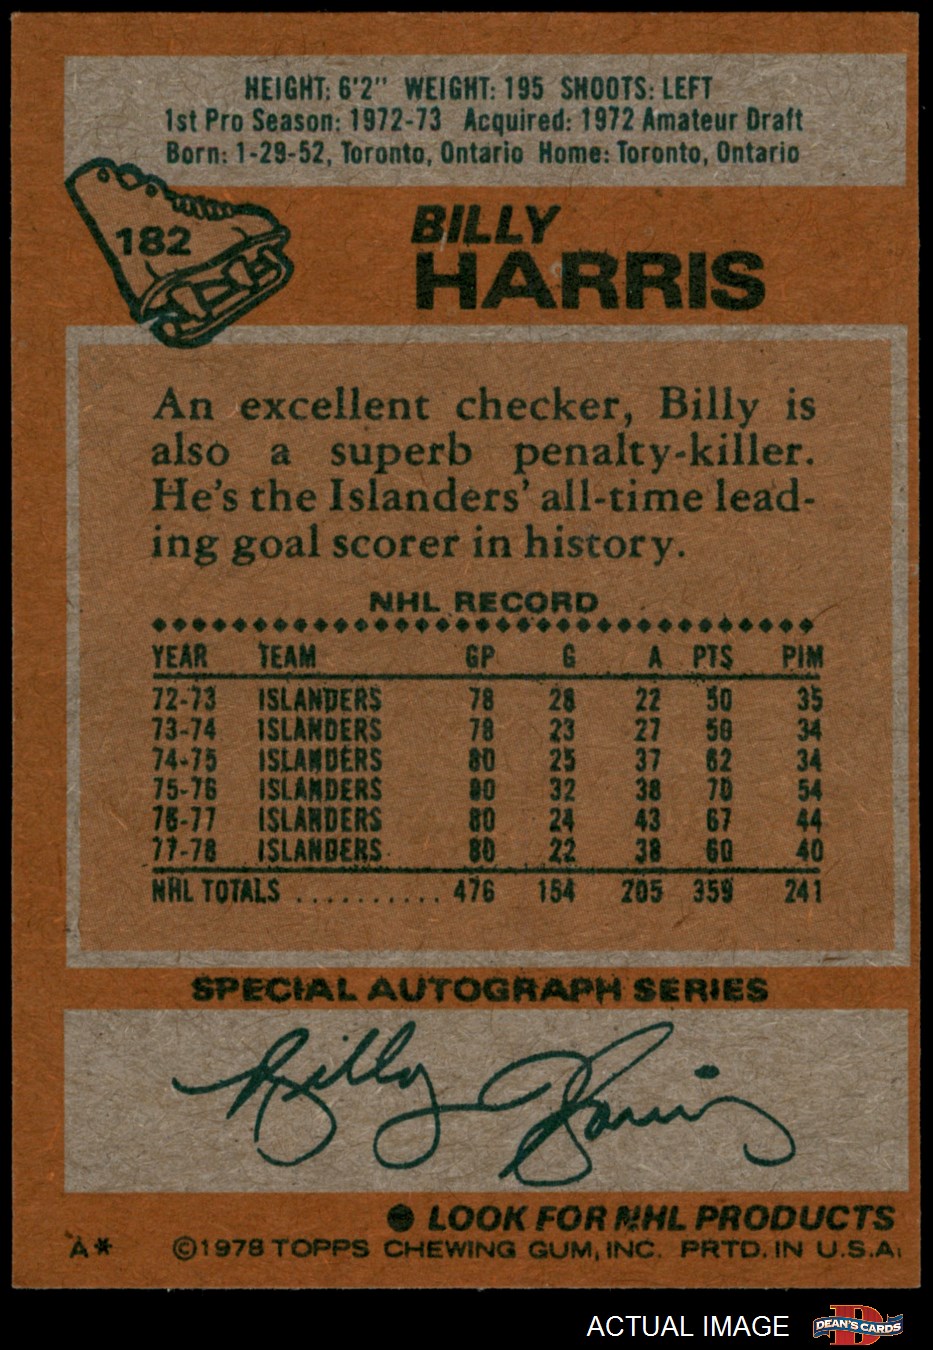 HEIGHT: 6'2" WEIGHT: 195 SHOOTS: LEFT
1st Pro Season: 1972-73 Acquired: 1972 Amateur Draft
Born: 1-29-52, Toronto, Ontario Home: Toronto, Ontario
182
BILLY
HARRIS
An excellent checker, Billy is
also a superb penalty-killer.
He's the Islanders' all-time lead-
ing goal scorer in history.
NHL RECORD
YEAR TEAM GP G A PTS PIM
72-73 ISLANDERS 78 28 22 50 35
73-74 ISLANDERS 78 23 27 50 34
74-75 ISLANDERS 80 25 37 62 34
75-76 ISLANDERS 80 32 38 70 54
76-77 ISLANDERS 80 24 43 67 44
77-78 ISLANDERS 80 22 38 60 40
NHL TOTALS .......... 476 154 205 359 241
SPECIAL AUTOGRAPH SERIES
Billy Harris
LOOK FOR NHL PRODUCTS
A* ©1978 TOPPS CHEWING GUM, INC. PRTD. IN U.S.A.
ACTUAL IMAGE DEAN'S CARDS